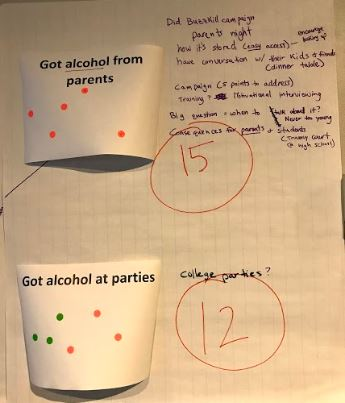 Got alcohol from
parents
Did Buzzkill campaign
parents night
how it's stored (easy access) — encourage
locking up
have conversation w/ their kids & friends
(dinner table)
Campaign (5 points to address)
Training? Motivational interviewing
Big question = when to talk about it?
Never too young
Consequences for parents & students
(Truancy Court
@ high school)
15
Got alcohol at parties
college parties?
12